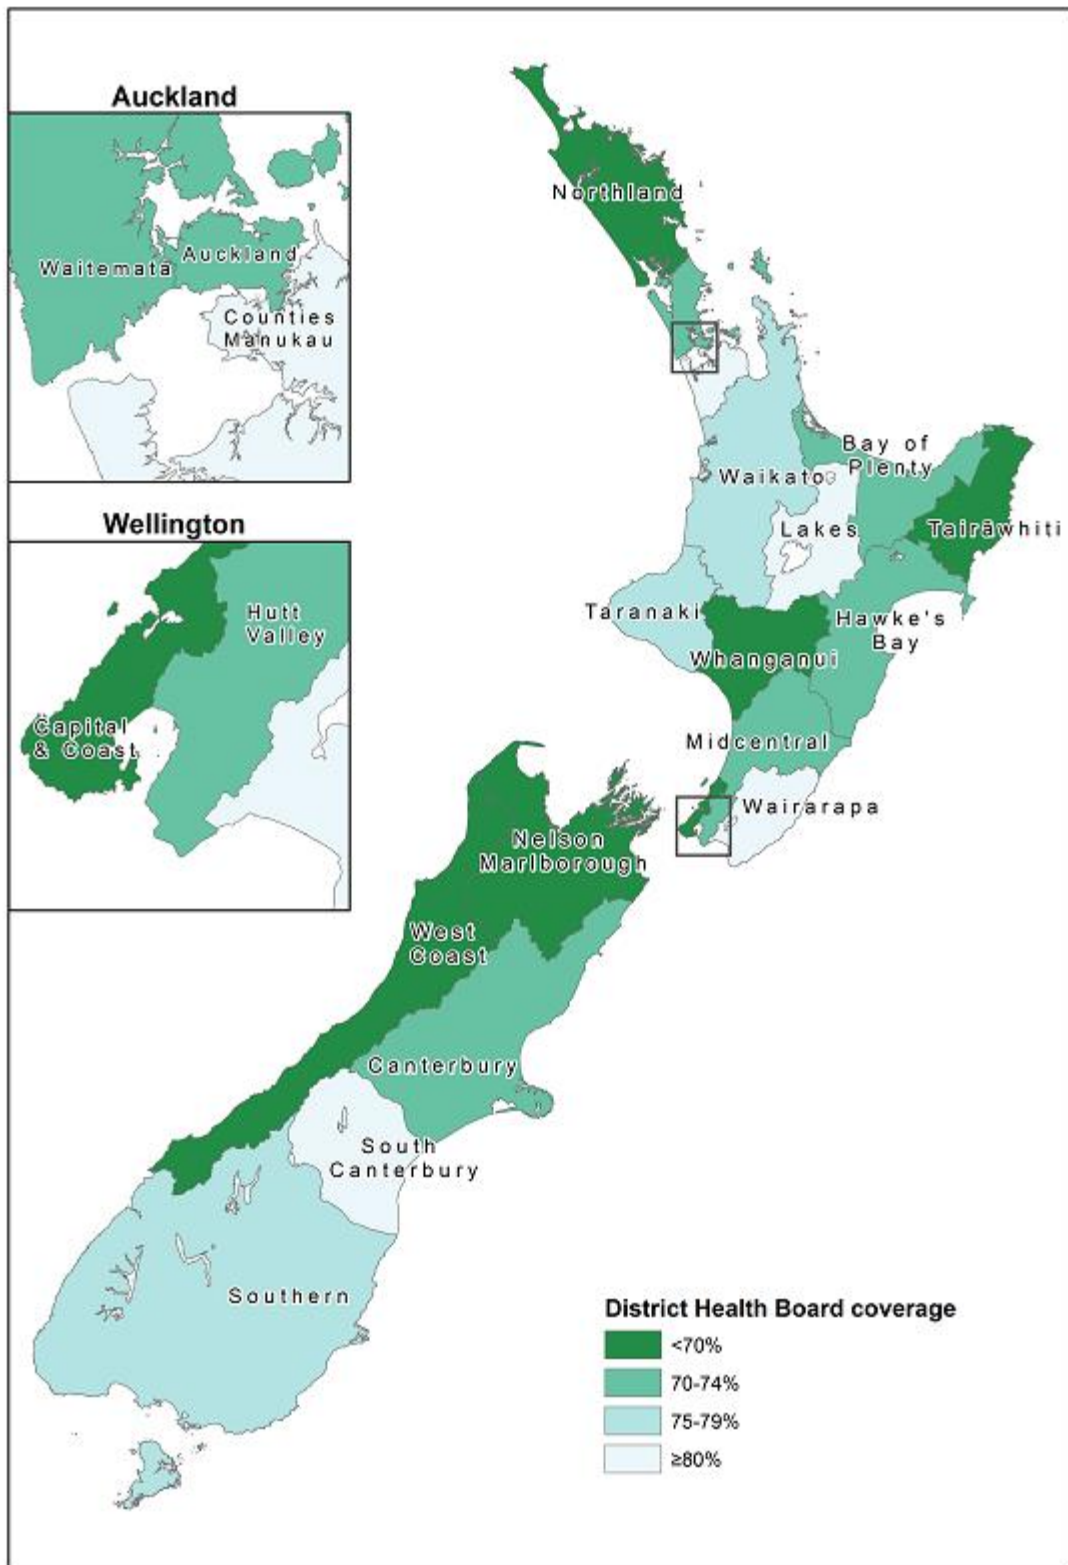 Auckland
Waitemata
Auckland
Counties
Manukau
Wellington
Hutt
Valley
Capital
& Coast
Northland
Bay of
Plenty
Waikato
Lakes
Tairāwhiti
Taranaki
Hawke's
Bay
Whanganui
Midcentral
Wairarapa
Nelson
Marlborough
West
Coast
Canterbury
South
Canterbury
Southern
District Health Board coverage
<70%
70-74%
75-79%
≥80%